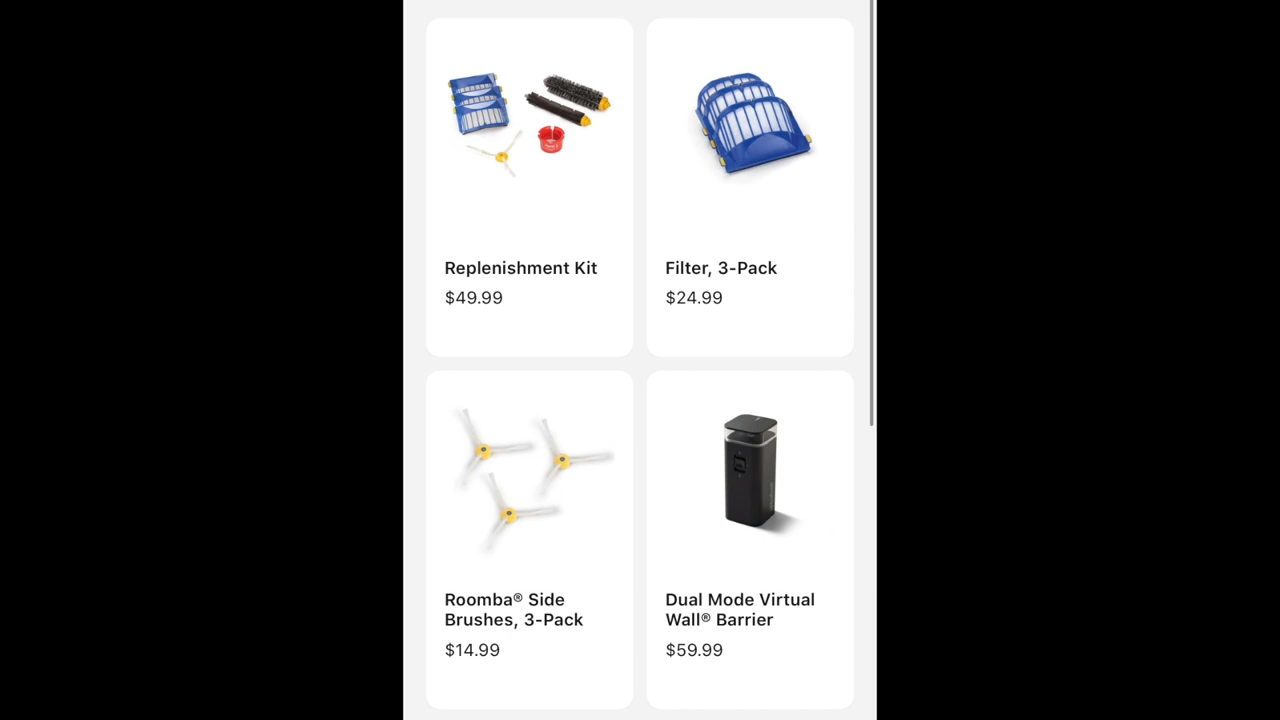 Replenishment Kit
$49.99
Filter, 3-Pack
$24.99
Roomba® Side
Brushes, 3-Pack
$14.99
Dual Mode Virtual
Wall® Barrier
$59.99